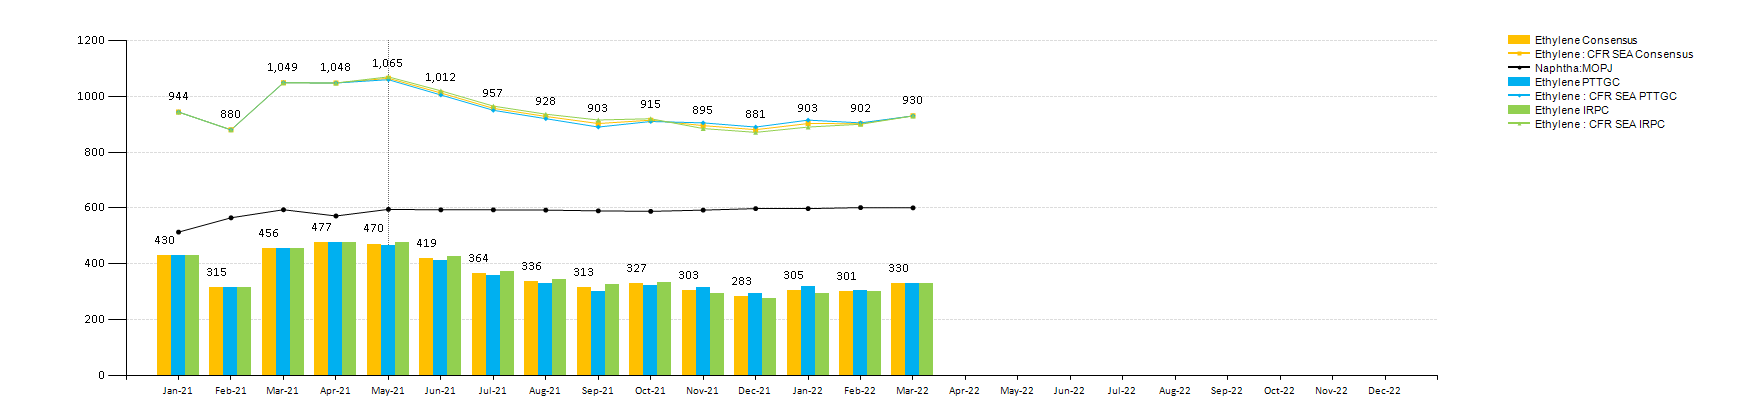 1200
1000
800
600
400
200
0
944
880
1,049
1,048
1,065
1,012
957
928
903
915
895
881
903
902
930
430
315
456
477
470
419
364
336
313
327
303
283
305
301
330
Jan-21
Feb-21
Mar-21
Apr-21
May-21
Jun-21
Jul-21
Aug-21
Sep-21
Oct-21
Nov-21
Dec-21
Jan-22
Feb-22
Mar-22
Apr-22
May-22
Jun-22
Jul-22
Aug-22
Sep-22
Oct-22
Nov-22
Dec-22
Ethylene Consensus
Ethylene : CFR SEA Consensus
Naphtha:MOPJ
Ethylene PTTGC
Ethylene : CFR SEA PTTGC
Ethylene IRPC
Ethylene : CFR SEA IRPC